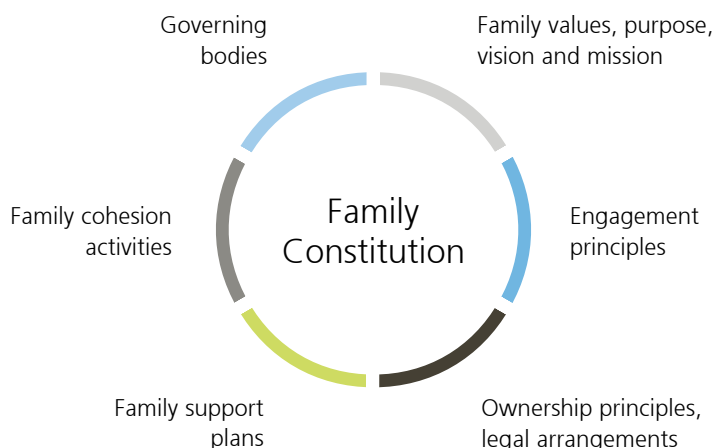 Governing
bodies
Family values, purpose,
vision and mission
Family cohesion
activities
Family
Constitution
Engagement
principles
Family support
plans
Ownership principles,
legal arrangements